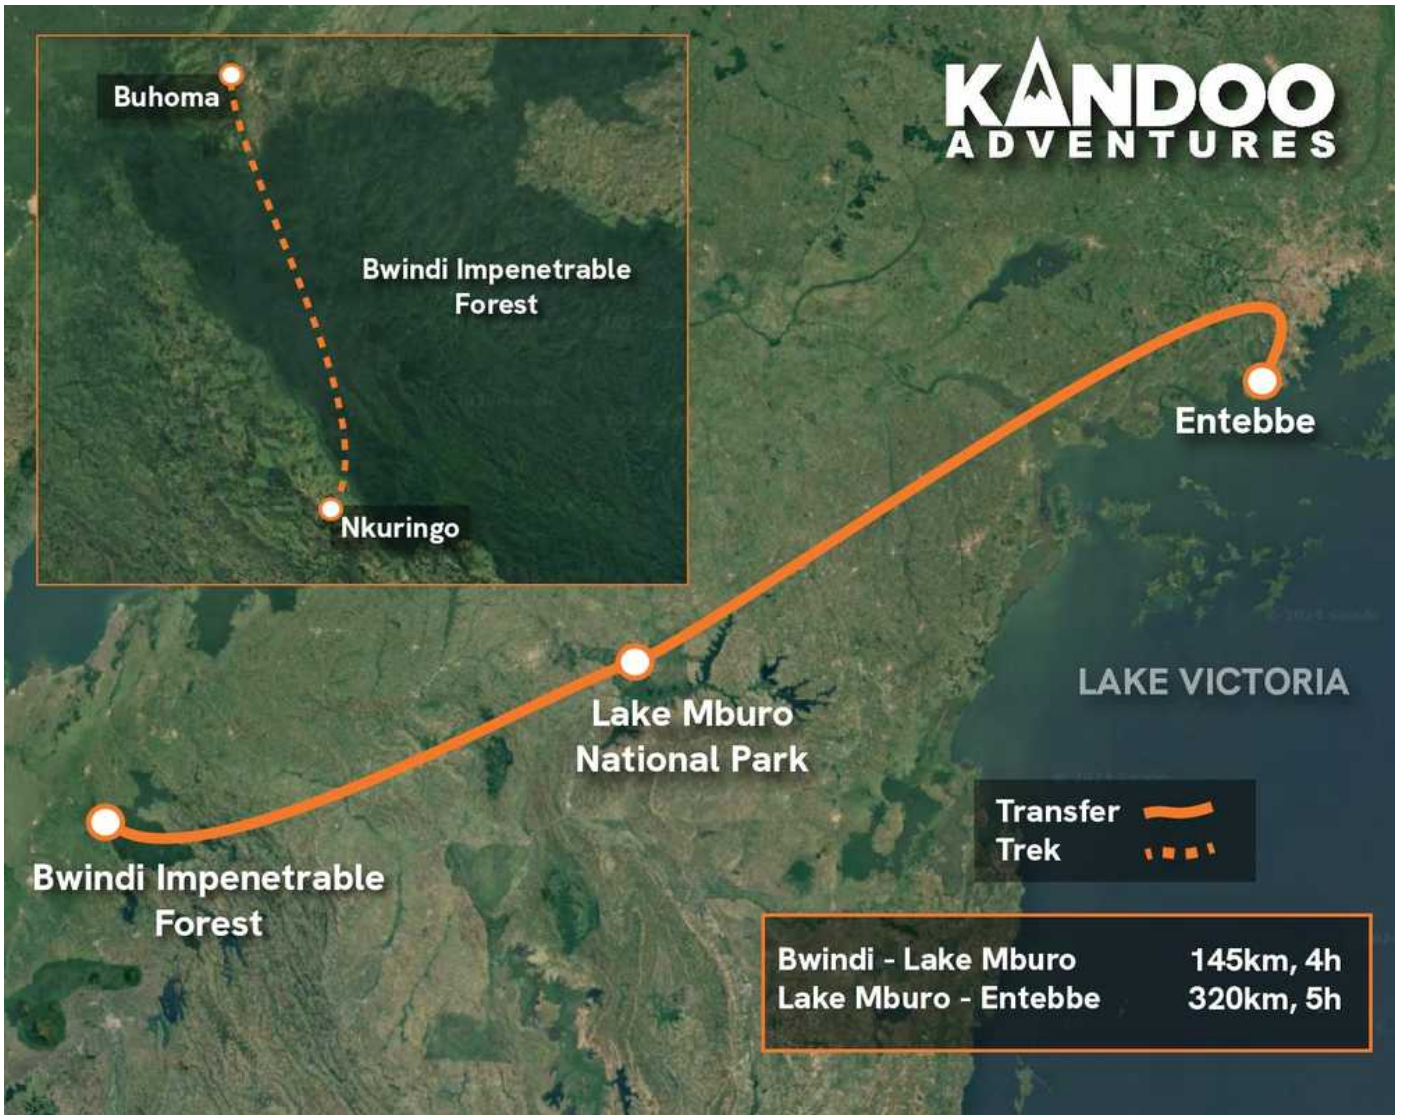 KANDOO
ADVENTURES
Buhoma
Bwindi Impenetrable
Forest
Nkuringo
Entebbe
LAKE VICTORIA
Lake Mburo
National Park
Bwindi Impenetrable
Forest
Transfer
Trek
Bwindi - Lake Mburo 145km, 4h
Lake Mburo - Entebbe 320km, 5h